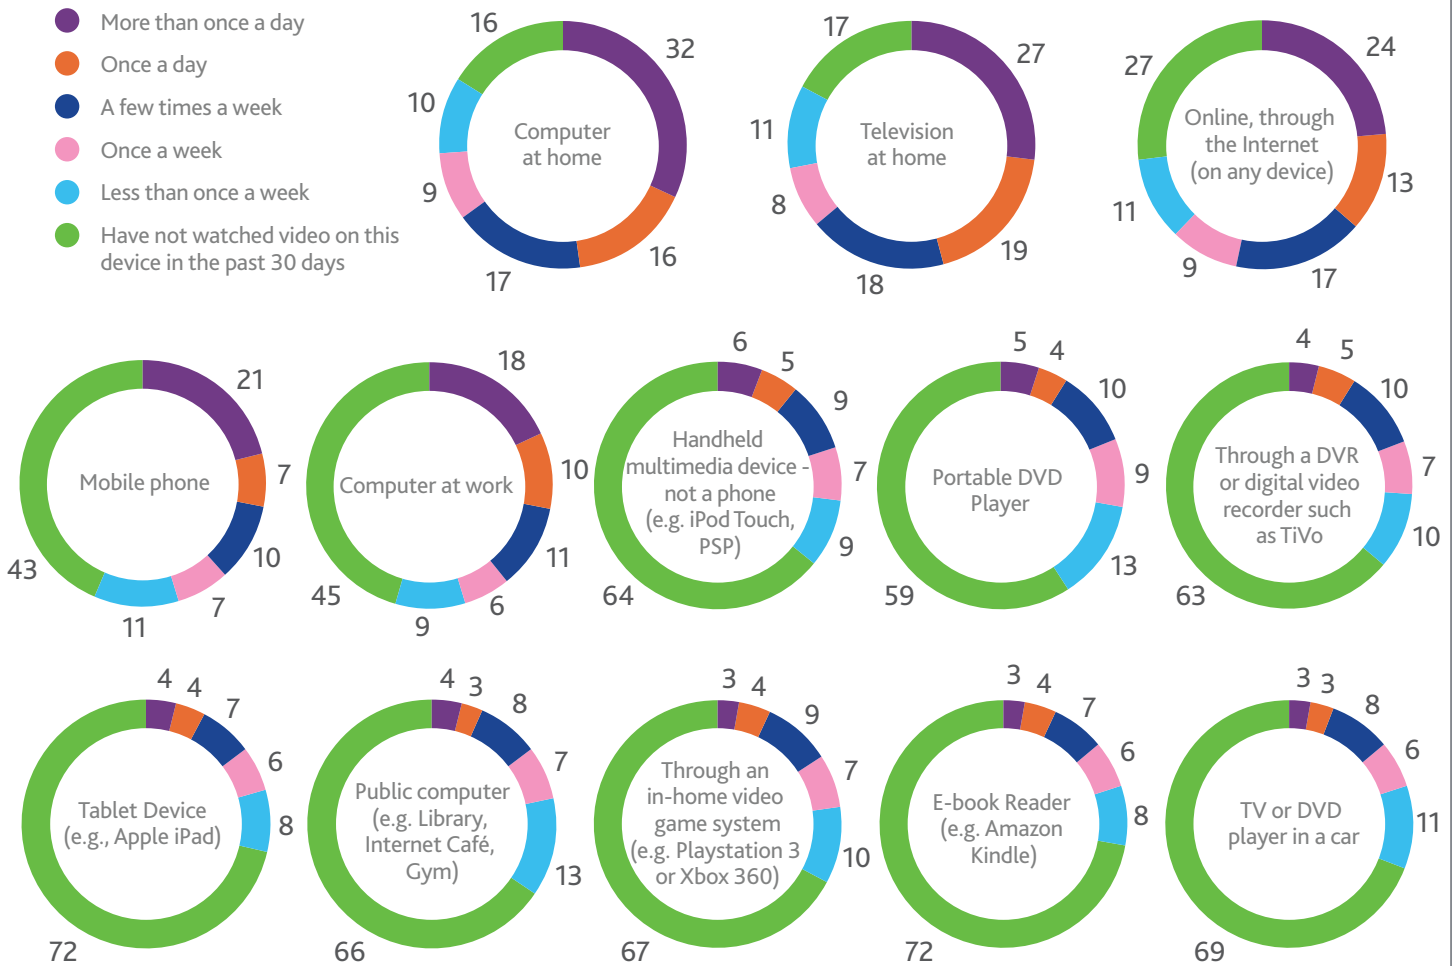 More than once a day
Once a day
A few times a week
Once a week
Less than once a week
Have not watched video on this
device in the past 30 days
16
32
10
9
17
16
Computer
at home
17
27
11
8
18
19
Television
at home
27
24
13
11
9
17
Online, through
the Internet
(on any device)
21
7
10
7
11
43
Mobile phone
18
10
11
6
9
45
Computer at work
6
5
9
7
9
64
Handheld
multimedia device -
not a phone
(e.g. iPod Touch,
PSP)
5
4
10
9
13
59
Portable DVD
Player
4
5
10
7
10
63
Through a DVR
or digital video
recorder such
as TiVo
4
4
7
6
8
72
Tablet Device
(e.g., Apple iPad)
4
3
8
7
13
66
Public computer
(e.g. Library,
Internet Café,
Gym)
3
4
9
7
10
67
Through an
in-home video
game system
(e.g. Playstation 3
or Xbox 360)
3
4
7
6
8
72
E-book Reader
(e.g. Amazon
Kindle)
3
3
8
6
11
69
TV or DVD
player in a car